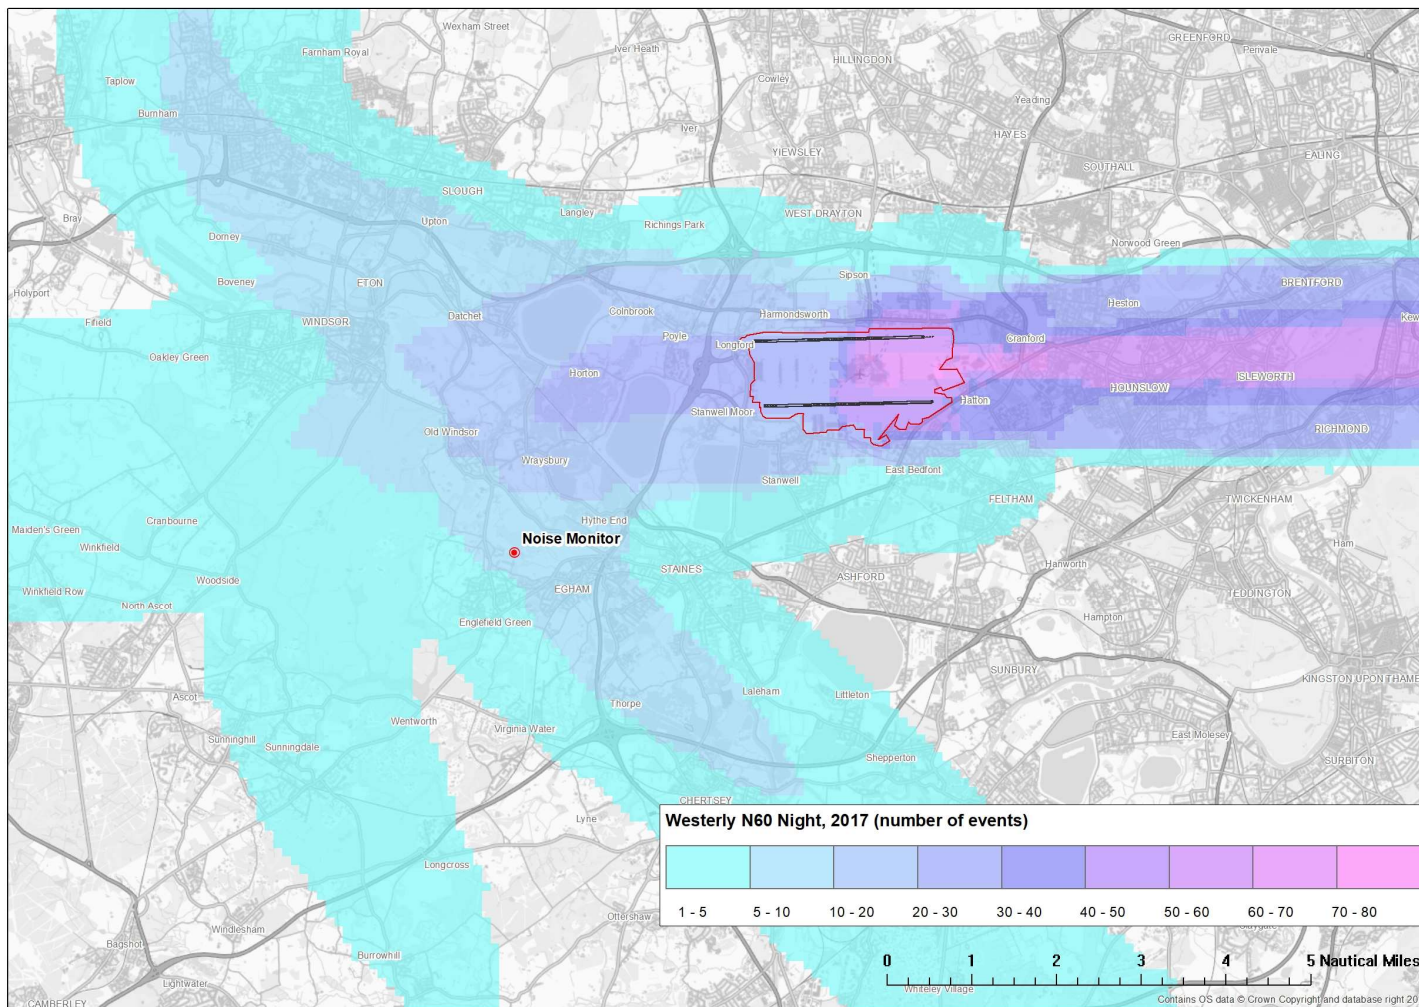 Wexham Street
GREENFORD
Farnham Royal
Iver Heath
Perivale
HILLINGDON
Taplow
Cowley
Burnham
Yeading
Iver
HAYES
YIEWSLEY
EALING
SOUTHALL
SLOUGH
Langley
WEST DRAYTON
Bray
Upton
Richings Park
Dorney
Norwood Green
Boveney
ETON
Sipson
BRENTFORD
Holyport
Heston
Colnbrook
Harmondsworth
Datchet
Fifield
WINDSOR
Kew
Poyle
Longford
Cranford
Oakley Green
Horton
ISLEWORTH
HOUNSLOW
Hatton
Stanwell Moor
Old Windsor
RICHMOND
Wraysbury
East Bedfont
Stanwell
FELTHAM
TWICKENHAM
Hythe End
Cranbourne
Maiden's Green
Noise Monitor
Winkfield
Ham
STAINES
Hanworth
Woodside
ASHFORD
EGHAM
Winkfield Row
TEDDINGTON
North Ascot
Hampton
Englefield Green
SUNBURY
KINGSTON UPON THAME
Laleham
Littleton
Ascot
Thorpe
Wentworth
Virginia Water
East Molesey
Sunninghill
Sunningdale
Shepperton
SURBITON
CHERTSEY
Lyne
Westerly N60 Night, 2017 (number of events)
Longcross
1 - 5 5 - 10 10 - 20 20 - 30 30 - 40 40 - 50 50 - 60 60 - 70 70 - 80
Ottershaw
Windlesham
Claygate
Bagshot
Burrowhill
0 1 2 3 4 5 Nautical Miles
Lightwater
Whiteley Village
CAMBERLEY
Contains OS data © Crown Copyright and database right 20